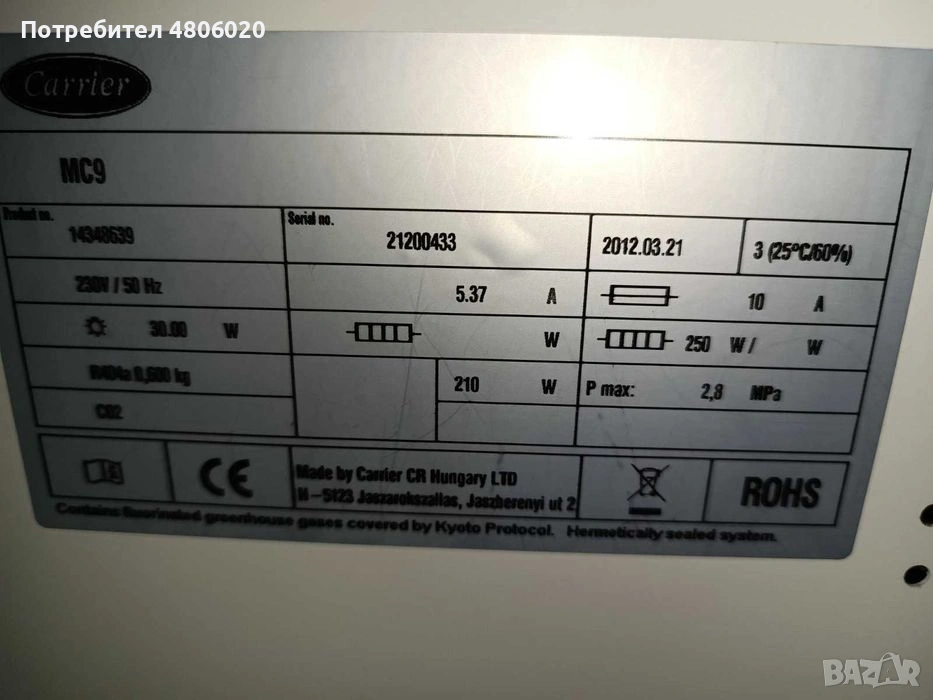 Потребител 4806020
Carrier
MC9
Product no.
14348639
Serial no.
21200433
2012.03.21
3 (25°C/60%)
230V / 50 Hz
5.37 A
10 A
30.00 W
W
250 W/ W
R404a 0,600 kg
210 W
P max: 2,8 MPa
CO2
CE
Made by Carrier CR Hungary LTD
H-5123 Jaszarokszallas, Jaszberenyi ut 2
ROHS
Contains fluorinated greenhouse gases covered by Kyoto Protocol. Hermetically sealed system.
BAZAR